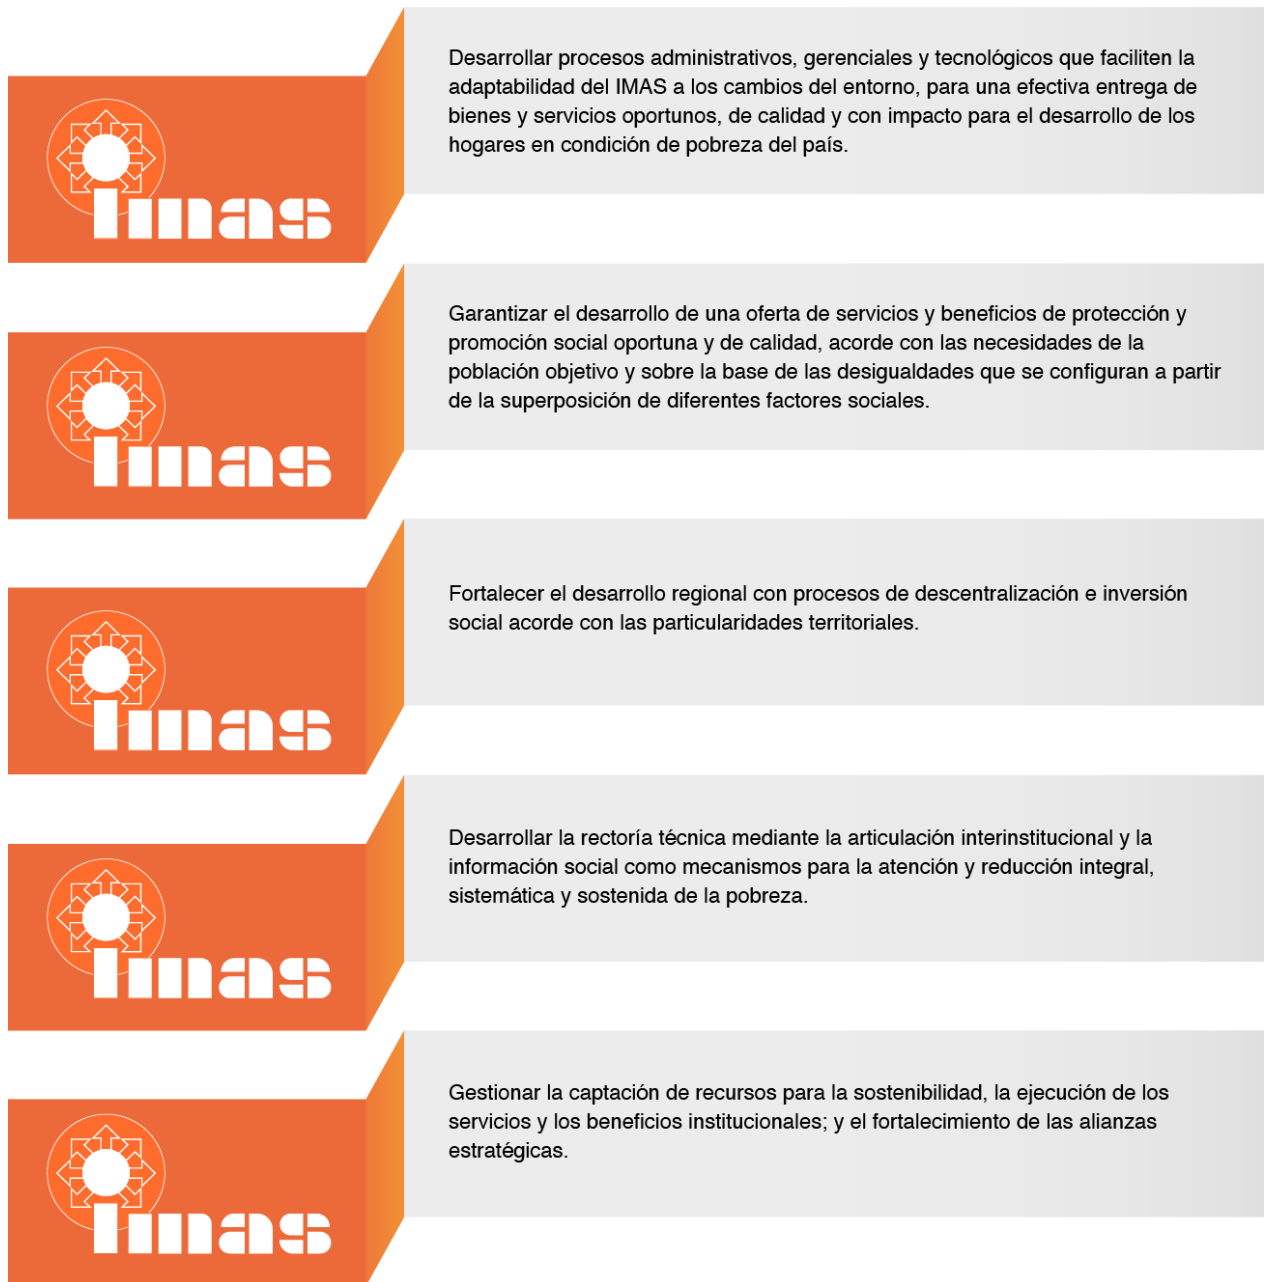 Desarrollar procesos administrativos, gerenciales y tecnológicos que faciliten la
adaptabilidad del IMAS a los cambios del entorno, para una efectiva entrega de
bienes y servicios oportunos, de calidad y con impacto para el desarrollo de los
hogares en condición de pobreza del país.
imas
Garantizar el desarrollo de una oferta de servicios y beneficios de protección y
promoción social oportuna y de calidad, acorde con las necesidades de la
población objetivo y sobre la base de las desigualdades que se configuran a partir
de la superposición de diferentes factores sociales.
imas
Fortalecer el desarrollo regional con procesos de descentralización e inversión
social acorde con las particularidades territoriales.
imas
Desarrollar la rectoría técnica mediante la articulación interinstitucional y la
información social como mecanismos para la atención y reducción integral,
sistemática y sostenida de la pobreza.
imas
Gestionar la captación de recursos para la sostenibilidad, la ejecución de los
servicios y los beneficios institucionales; y el fortalecimiento de las alianzas
estratégicas.
imas